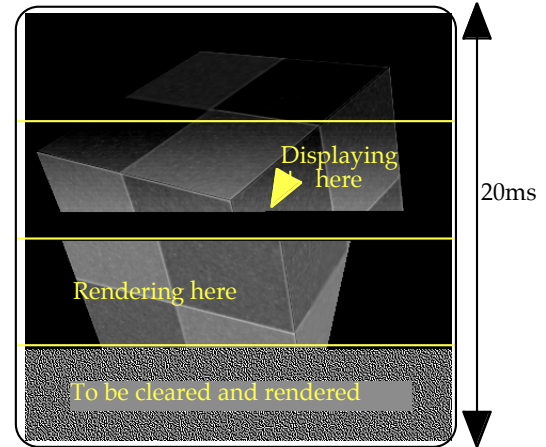 Displaying
here
20ms
Rendering here
To be cleared and rendered